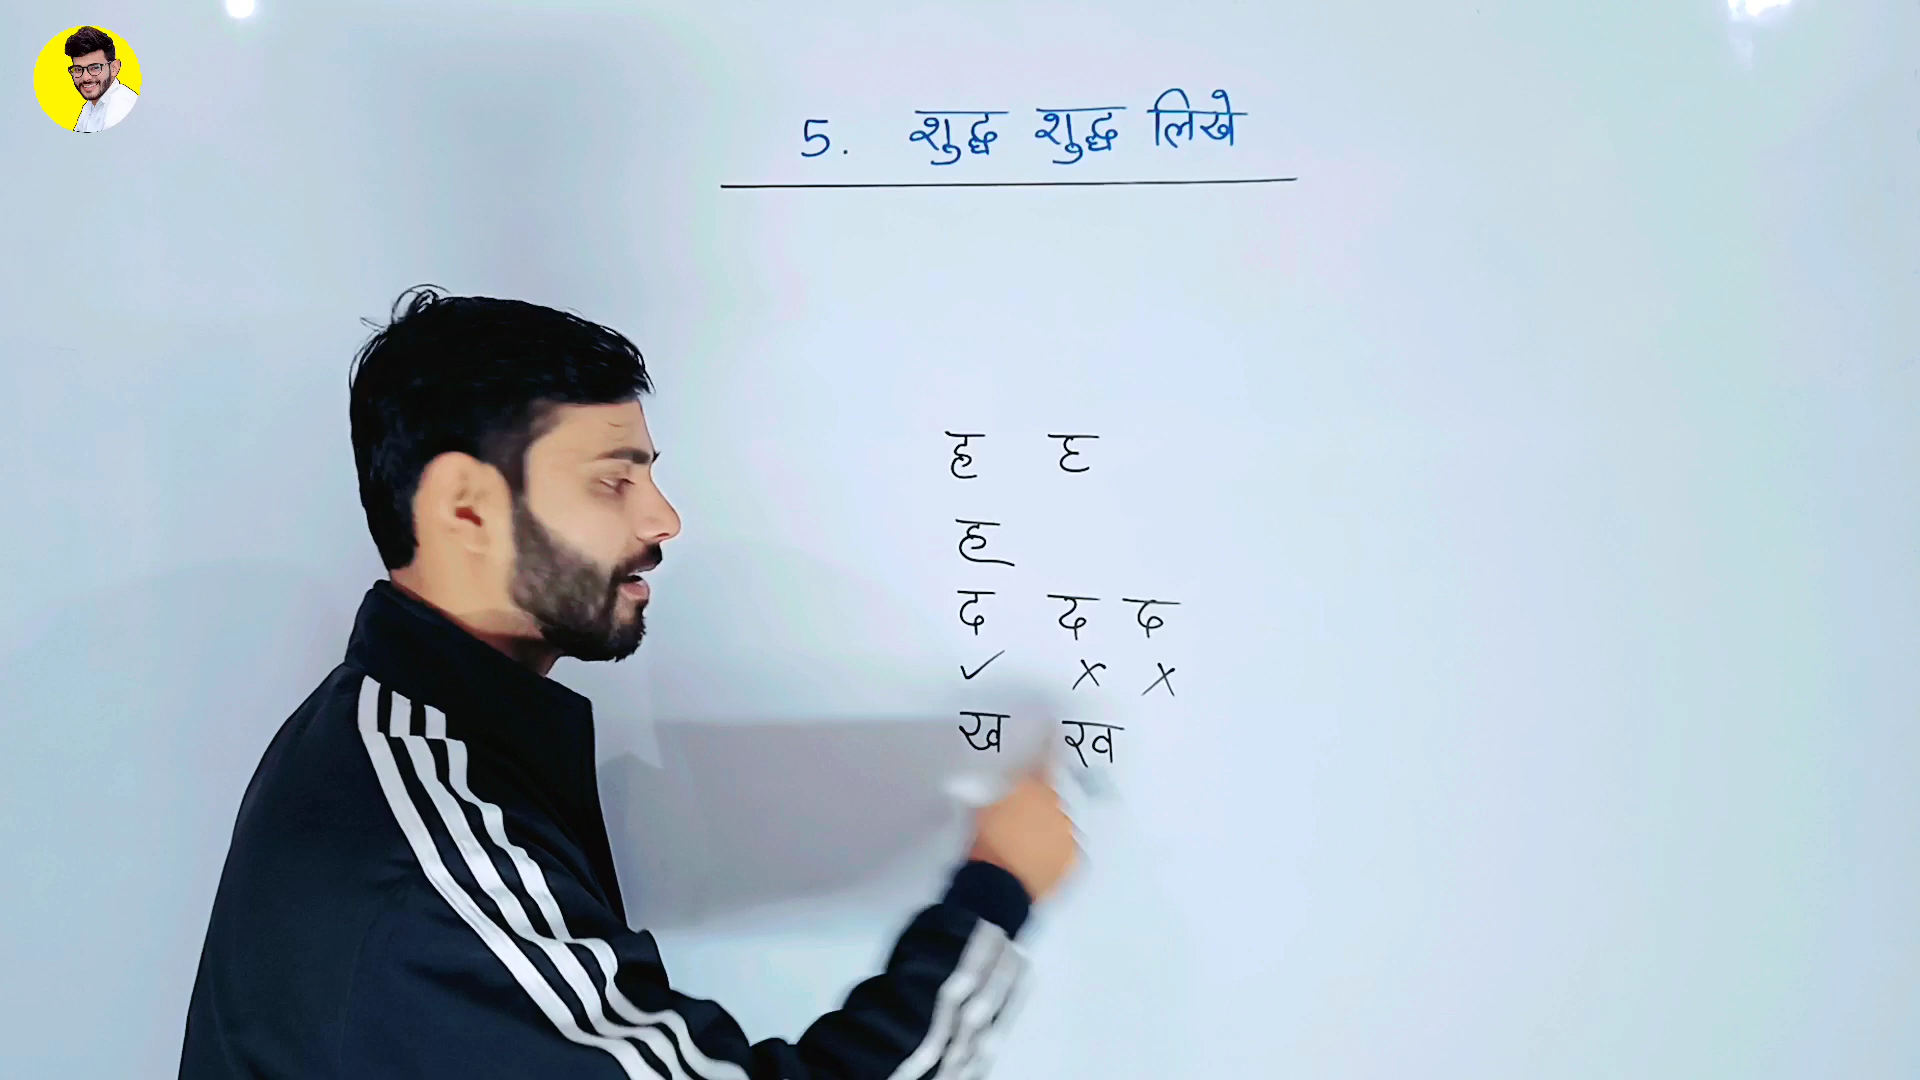 5. शुद्ध शुद्ध लिखे
ह ह
ह
द द द
✓ x x
ख रव